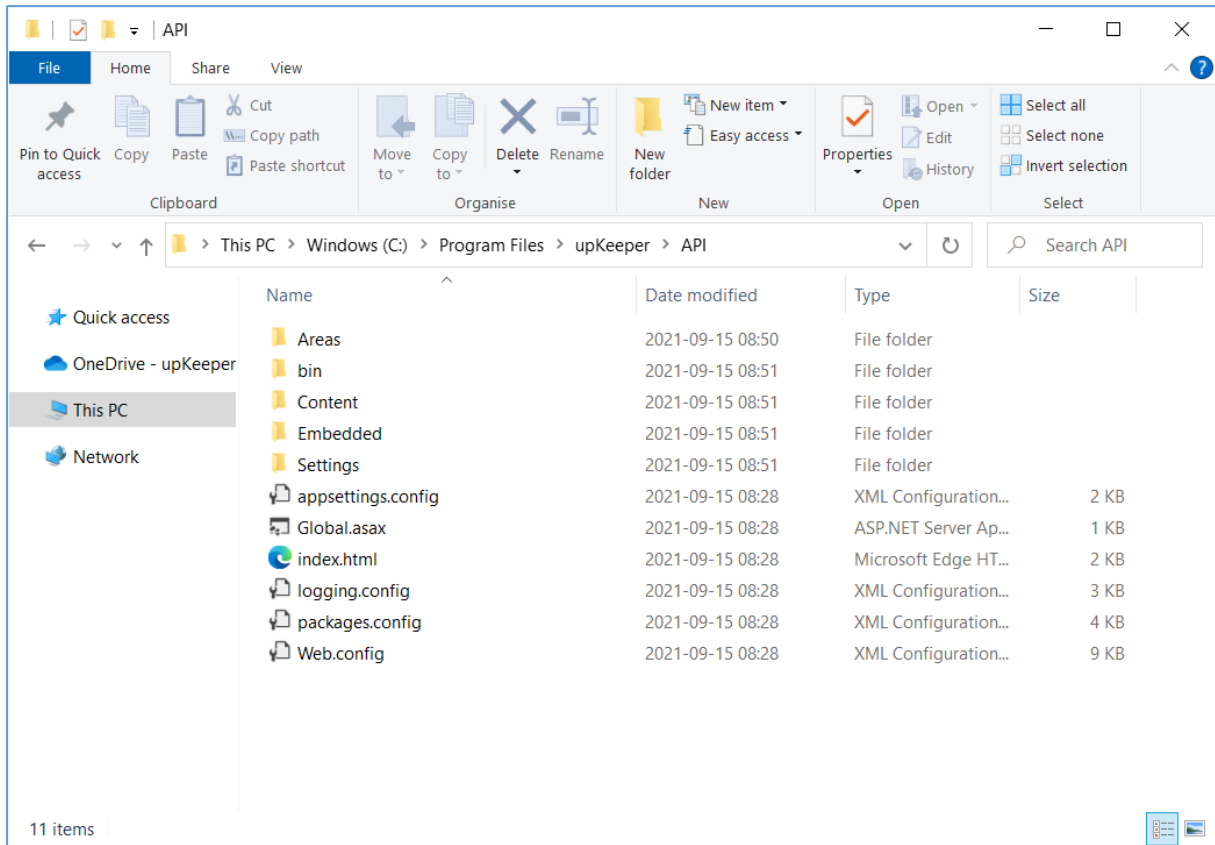 API
File Home Share View
Pin to Quick access
Copy
Paste
Cut
Copy path
Paste shortcut
Clipboard
Move to
Copy to
Delete
Rename
Organise
New folder
New item
Easy access
New
Properties
Open
Edit
History
Open
Select all
Select none
Invert selection
Select
This PC > Windows (C:) > Program Files > upKeeper > API
Search API
Quick access
OneDrive - upKeeper
This PC
Network
Name Date modified Type Size
Areas 2021-09-15 08:50 File folder
bin 2021-09-15 08:51 File folder
Content 2021-09-15 08:51 File folder
Embedded 2021-09-15 08:51 File folder
Settings 2021-09-15 08:51 File folder
appsettings.config 2021-09-15 08:28 XML Configuration... 2 KB
Global.asax 2021-09-15 08:28 ASP.NET Server Ap... 1 KB
index.html 2021-09-15 08:28 Microsoft Edge HT... 2 KB
logging.config 2021-09-15 08:28 XML Configuration... 3 KB
packages.config 2021-09-15 08:28 XML Configuration... 4 KB
Web.config 2021-09-15 08:28 XML Configuration... 9 KB
11 items